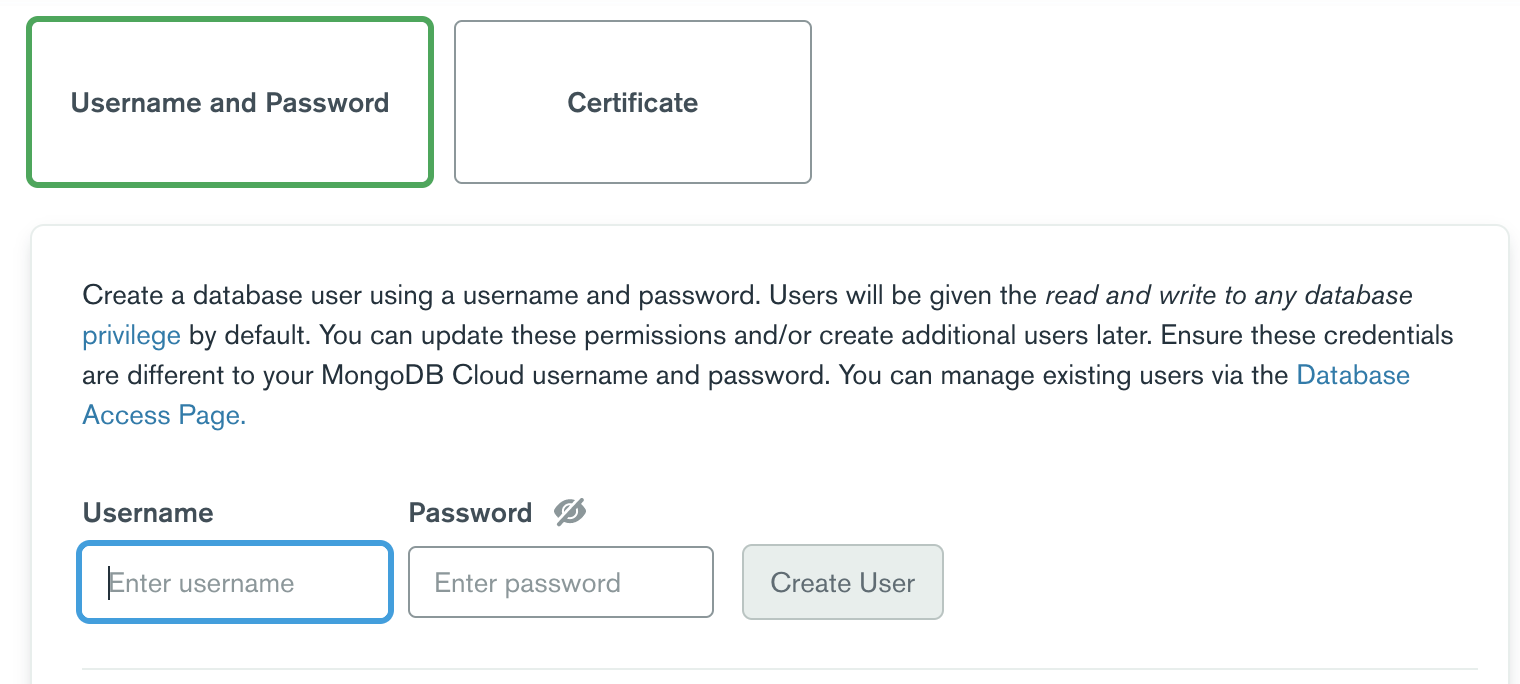 Username and Password
Certificate
Create a database user using a username and password. Users will be given the read and write to any database
privilege by default. You can update these permissions and/or create additional users later. Ensure these credentials
are different to your MongoDB Cloud username and password. You can manage existing users via the Database
Access Page.
Username
Password
Enter username
Enter password
Create User